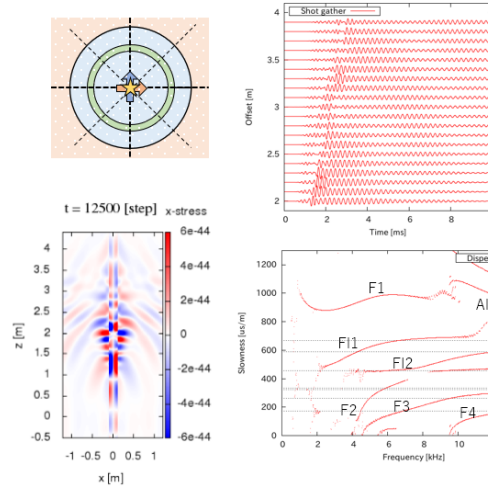 Shot gather
4
3.5
3
2.5
2
Offset [m]
0
2
4
6
8
Time [ms]
t = 12500 [step]
x-stress
6e-44
4e-44
2e-44
0
-2e-44
-4e-44
-6e-44
4
3.5
3
2.5
2
1.5
1
0.5
0
-0.5
z [m]
-1
-0.5
0
0.5
1
x [m]
Dispe
1200
1000
800
600
400
200
0
Slowness [us/m]
F1
Al
Fl1
Fl2
F2
F3
F4
0
2
4
6
8
10
Frequency [kHz]